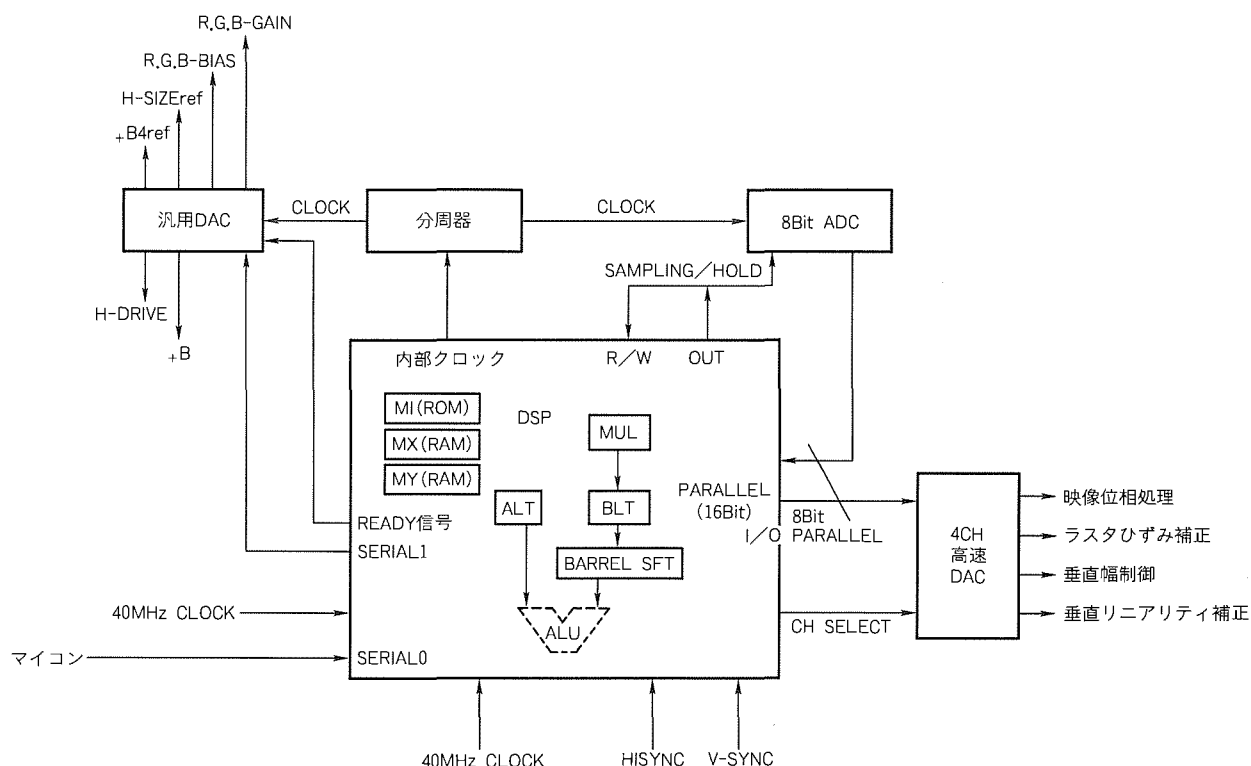 R.G.B-GAIN
R.G.B-BIAS
H-SIZEref
+B4ref
汎用DAC
CLOCK
分周器
CLOCK
8Bit ADC
SAMPLING/HOLD
H-DRIVE
+B
内部クロック
R/W
OUT
MI(ROM)
DSP
MUL
MX(RAM)
MY(RAM)
ALT
BLT
PARALLEL
(16Bit)
I/O
8Bit
PARALLEL
READY信号
SERIAL1
BARREL SFT
4CH
高速
DAC
映像位相処理
ラスタひずみ補正
垂直幅制御
垂直リニアリティ補正
40MHz CLOCK
ALU
CH SELECT
マイコン
SERIAL0
40MHz CLOCK
HISYNC
V-SYNC